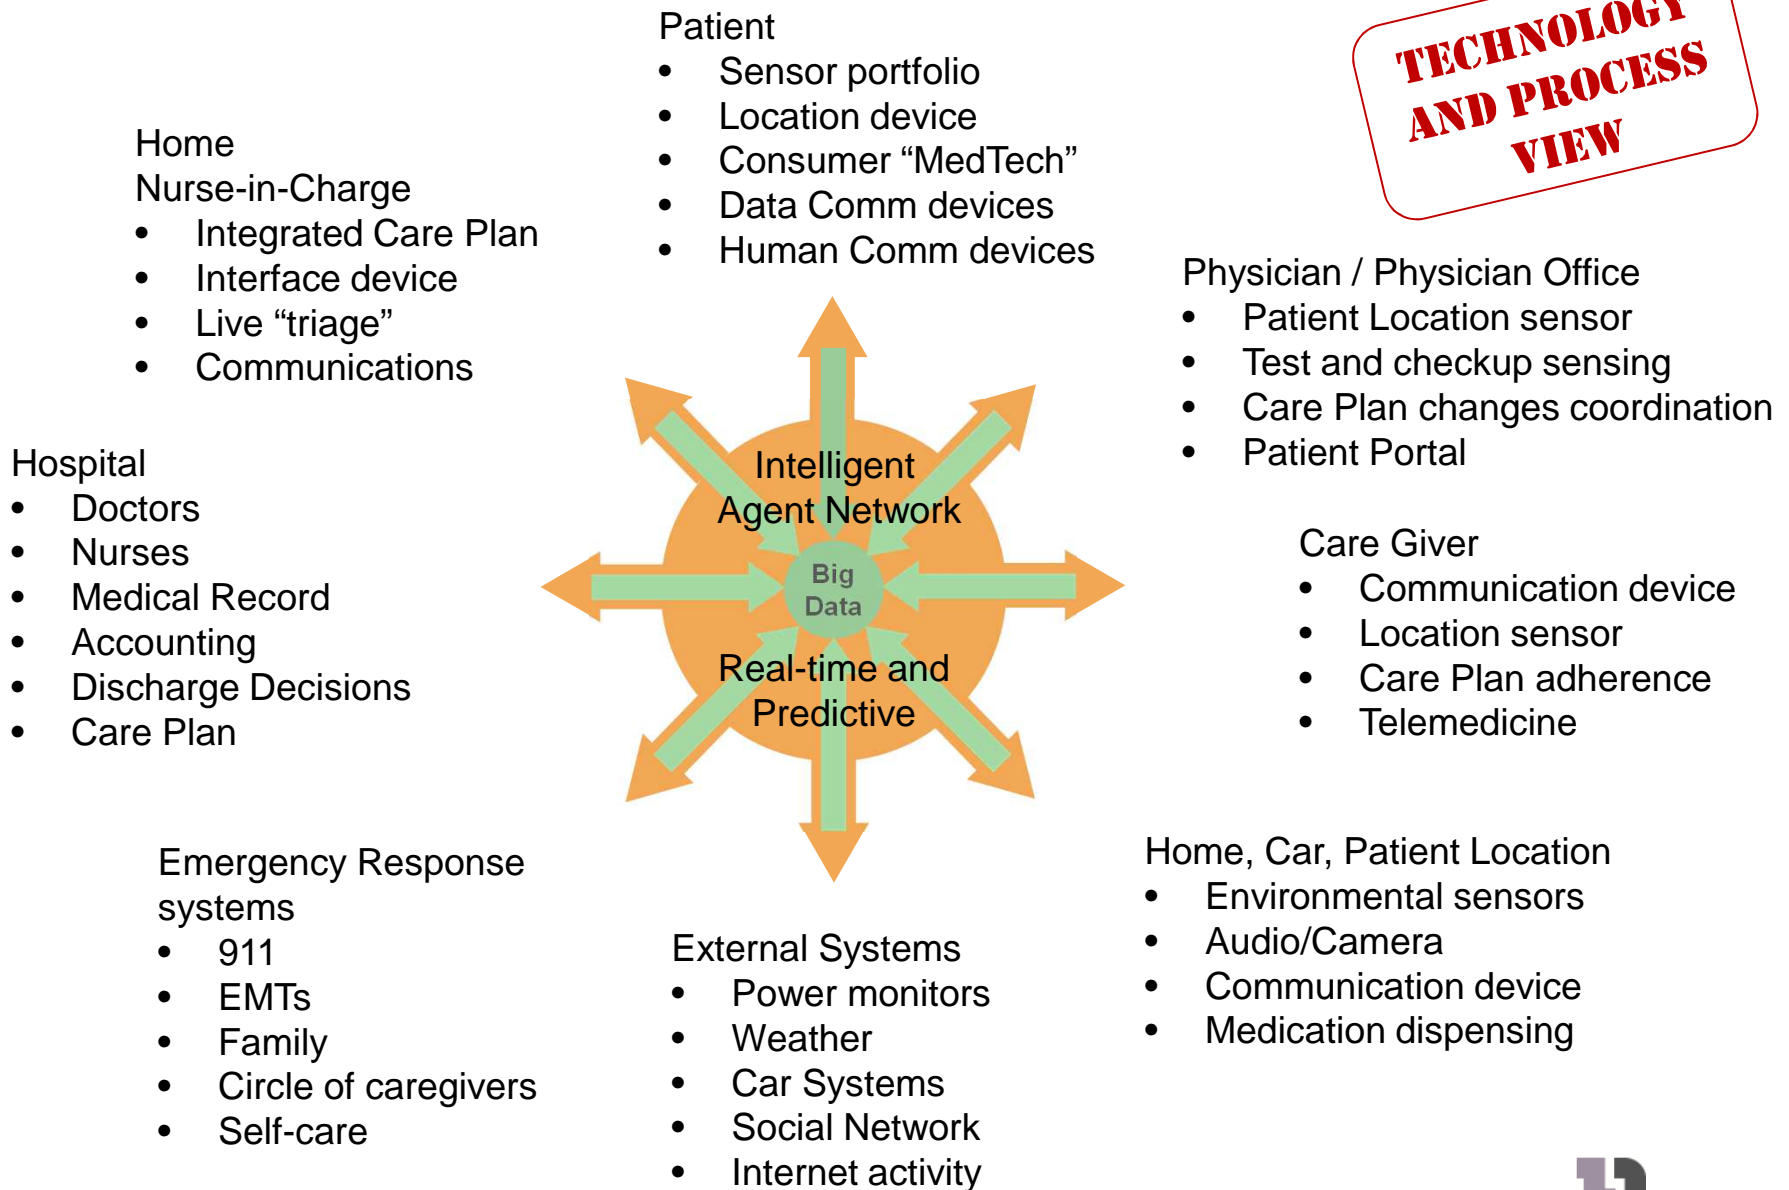 Patient
• Sensor portfolio
• Location device
• Consumer “MedTech”
• Data Comm devices
• Human Comm devices
TECHNOLOGY
AND PROCESS
VIEW
Home
Nurse-in-Charge
• Integrated Care Plan
• Interface device
• Live “triage”
• Communications
Physician / Physician Office
• Patient Location sensor
• Test and checkup sensing
• Care Plan changes coordination
• Patient Portal
Hospital
• Doctors
• Nurses
• Medical Record
• Accounting
• Discharge Decisions
• Care Plan
Intelligent
Agent Network
Big
Data
Real-time and
Predictive
Care Giver
• Communication device
• Location sensor
• Care Plan adherence
• Telemedicine
Emergency Response
systems
• 911
• EMTs
• Family
• Circle of caregivers
• Self-care
External Systems
• Power monitors
• Weather
• Car Systems
• Social Network
• Internet activity
Home, Car, Patient Location
• Environmental sensors
• Audio/Camera
• Communication device
• Medication dispensing